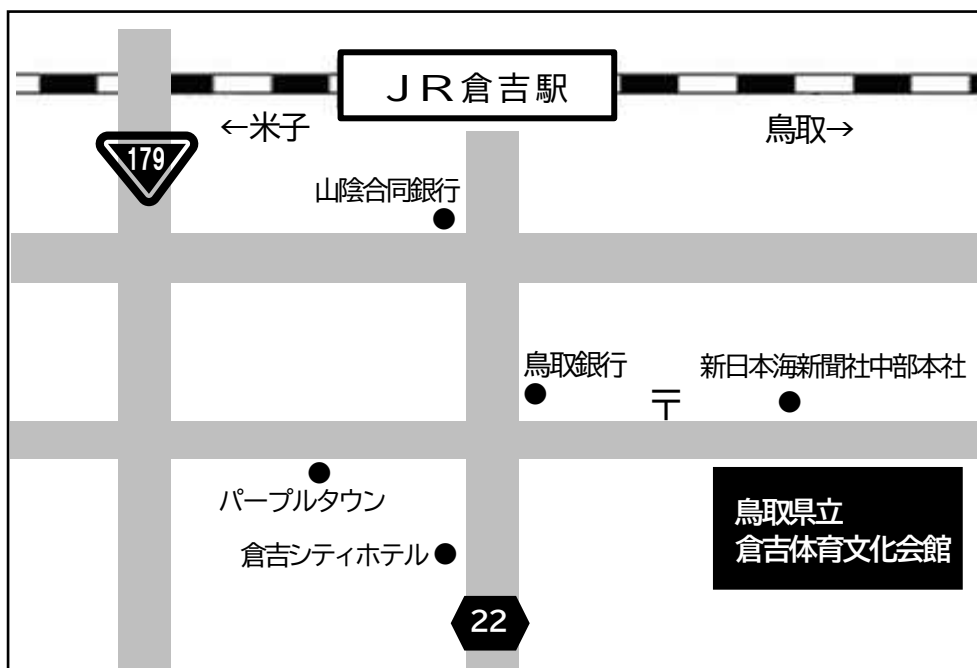 ＪＲ倉吉駅
←米子
鳥取→
179
山陰合同銀行
鳥取銀行
〒
新日本海新聞社中部本社
パープルタウン
鳥取県立
倉吉体育文化会館
倉吉シティホテル
22